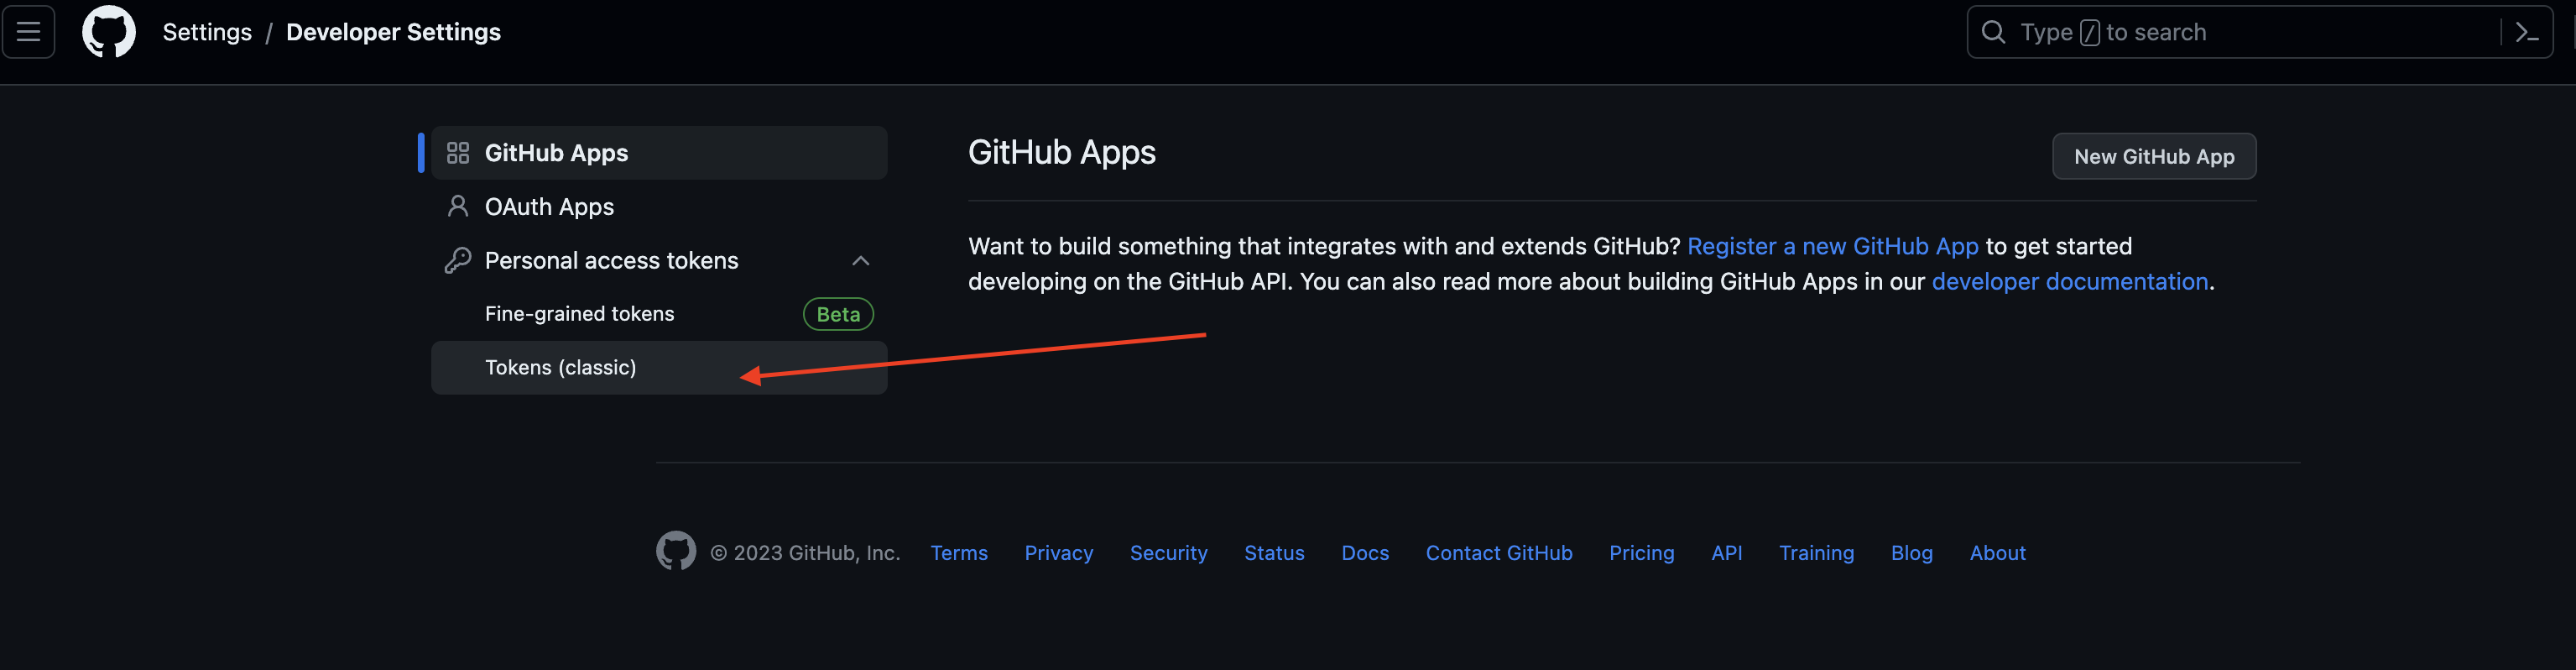 Settings / Developer Settings
Type / to search
GitHub Apps
OAuth Apps
Personal access tokens
Fine-grained tokens Beta
Tokens (classic)
GitHub Apps
New GitHub App
Want to build something that integrates with and extends GitHub? Register a new GitHub App to get started
developing on the GitHub API. You can also read more about building GitHub Apps in our developer documentation.
© 2023 GitHub, Inc. Terms Privacy Security Status Docs Contact GitHub Pricing API Training Blog About